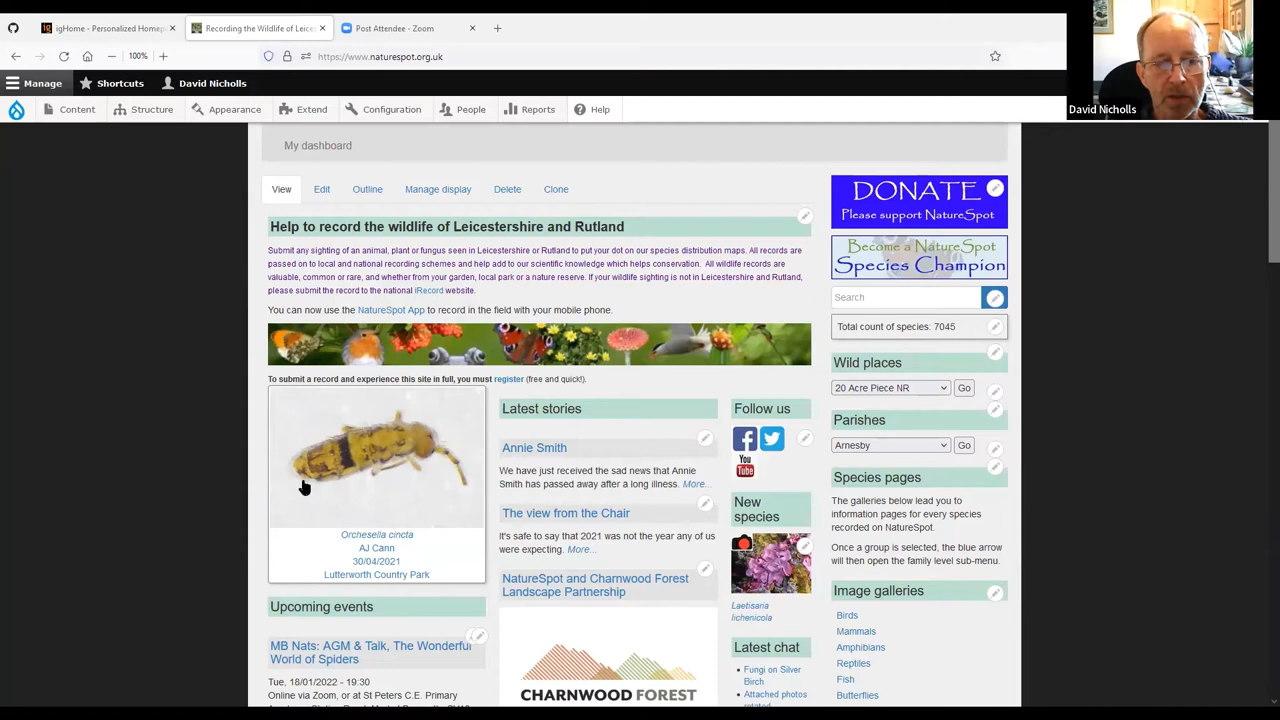 igHome - Personalized Homep
Recording the Wildlife of Leices
Post Attendee - Zoom
100%
https://www.naturespot.org.uk
Manage
Shortcuts
David Nicholls
Content
Structure
Appearance
Extend
Configuration
People
Reports
Help
David Nicholls
My dashboard
View
Edit
Outline
Manage display
Delete
Clone
Help to record the wildlife of Leicestershire and Rutland
Submit any sighting of an animal, plant or fungus seen in Leicestershire or Rutland to put your dot on our species distribution maps. All records are
passed on to local and national recording schemes and help add to our scientific knowledge which helps conservation. All wildlife records are
valuable, common or rare, and whether from your garden, local park or a nature reserve. If your wildlife sighting is not in Leicestershire and Rutland,
please submit the record to the national iRecord website.
You can now use the NatureSpot App to record in the field with your mobile phone.
To submit a record and experience this site in full, you must register (free and quick!).
Orchesella cincta
AJ Cann
30/04/2021
Lutterworth Country Park
Upcoming events
MB Nats: AGM & Talk, The Wonderful
World of Spiders
Tue, 18/01/2022 - 19:30
Online via Zoom, or at St Peters C.E. Primary
Latest stories
Annie Smith
We have just received the sad news that Annie
Smith has passed away after a long illness. More...
The view from the Chair
It's safe to say that 2021 was not the year any of us
were expecting. More...
NatureSpot and Charnwood Forest
Landscape Partnership
CHARNWOOD FOREST
Follow us
You
Tube
New
species
Laetisaria
lichenicola
Latest chat
Fungi on Silver
Birch
Attached photos
rotated
DONATE
Please support NatureSpot
Become a NatureSpot
Species Champion
Search
Total count of species: 7045
Wild places
20 Acre Piece NR
Go
Parishes
Arnesby
Go
Species pages
The galleries below lead you to
information pages for every species
recorded on NatureSpot.
Once a group is selected, the blue arrow
will then open the family level sub-menu.
Image galleries
Birds
Mammals
Amphibians
Reptiles
Fish
Butterflies